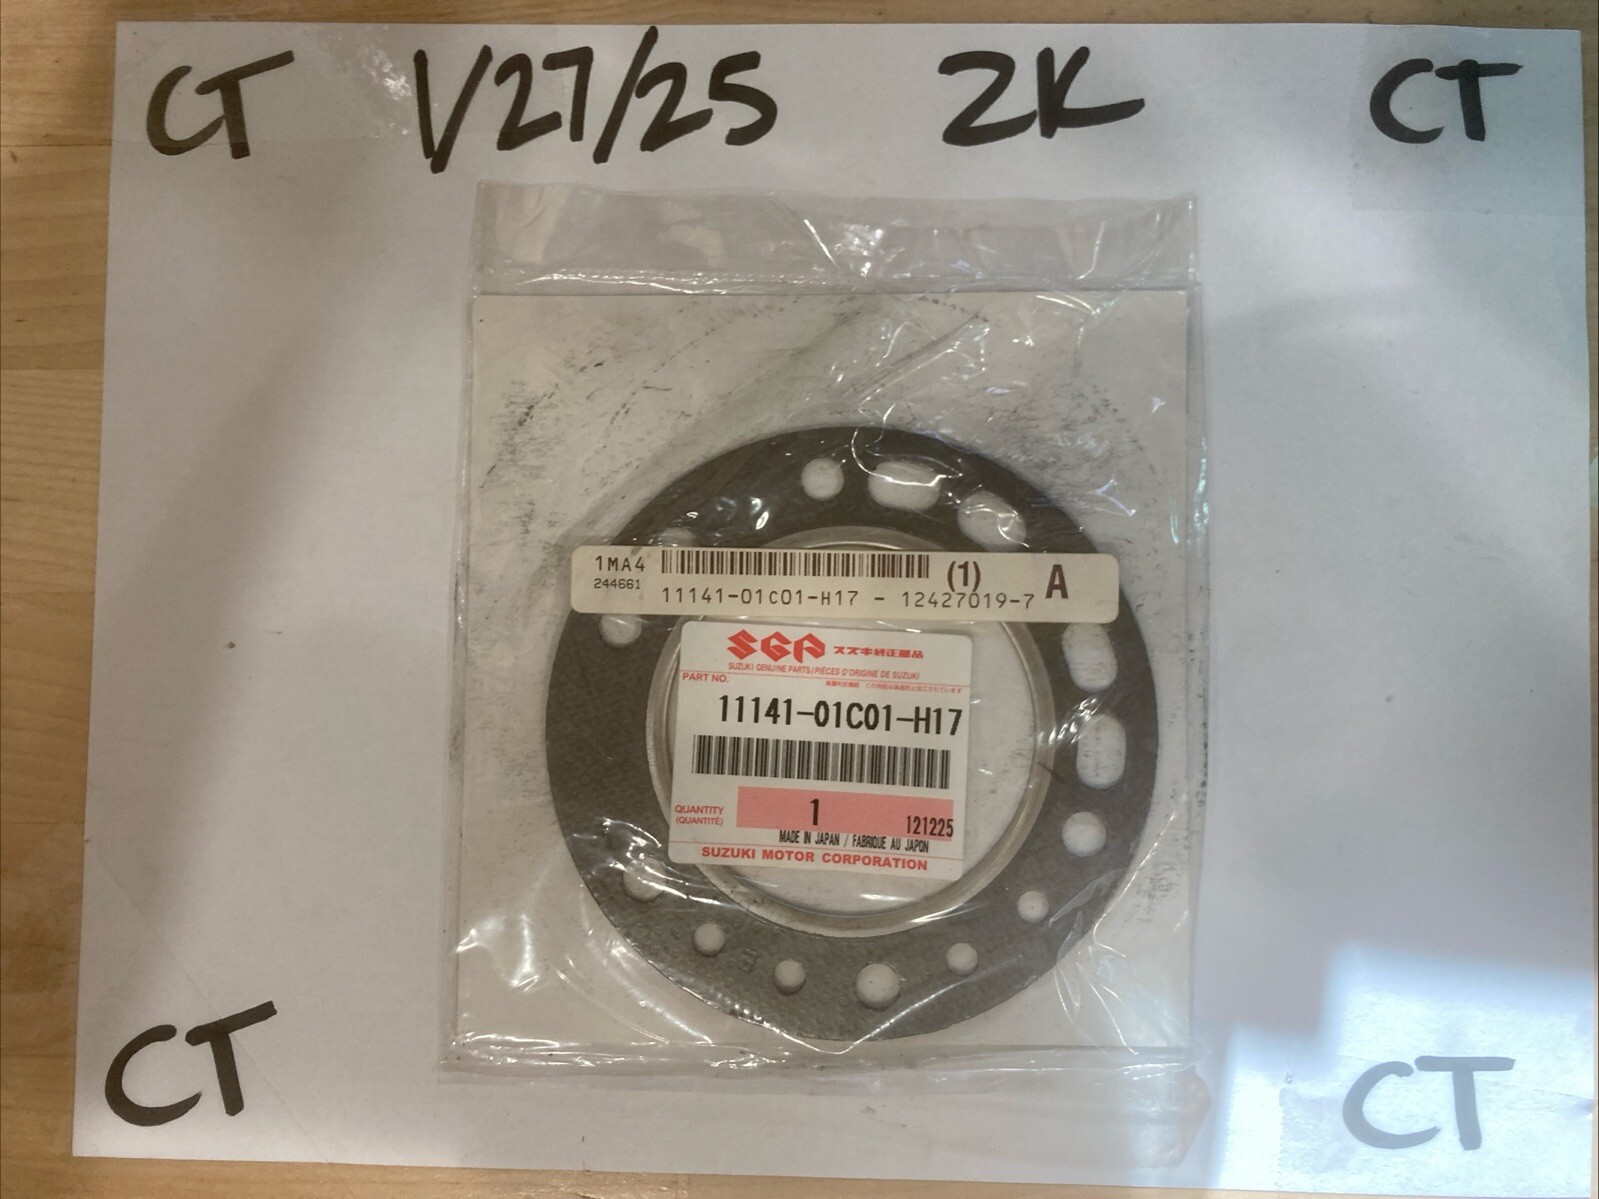 CT 1/27/25 ZK CT
1MA4 (1) A
244661 11141-01C01-H17 - 12427019-7
SGP スズキ純正部品
SUZUKI GENUINE PARTS/PIÈCES D'ORIGINE DE SUZUKI
PART NO.
11141-01C01-H17
QUANTITY 1
(QUANTITÉ) 121225
MADE IN JAPAN / FABRIQUE AU JAPON
SUZUKI MOTOR CORPORATION
CT CT